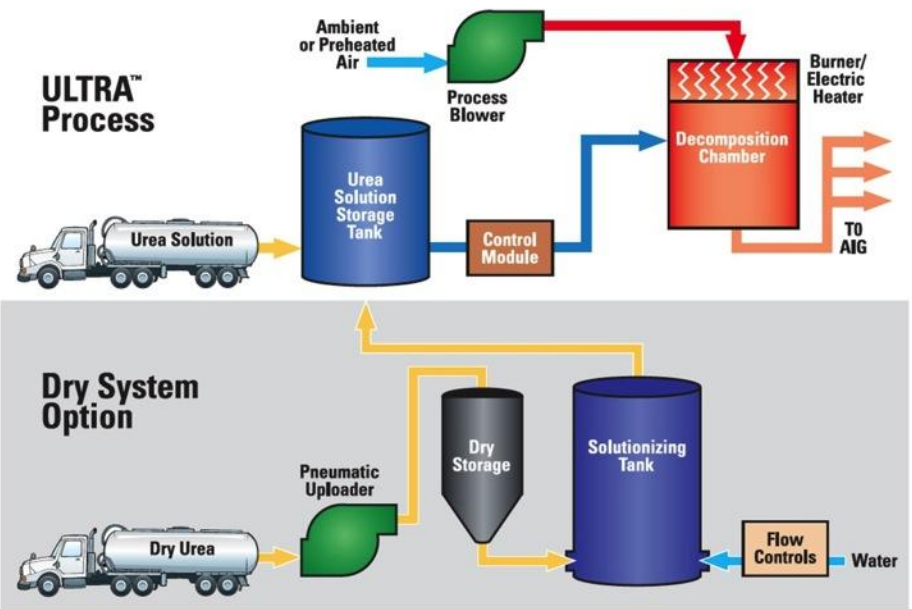 Ambient
or Preheated
Air
ULTRA™
Process
Process
Blower
Burner/
Electric
Heater
Decomposition
Chamber
Urea
Solution
Storage
Tank
Urea Solution
Control
Module
TO
AIG
Dry System
Option
Pneumatic
Uploader
Dry
Storage
Solutionizing
Tank
Dry Urea
Flow
Controls
Water